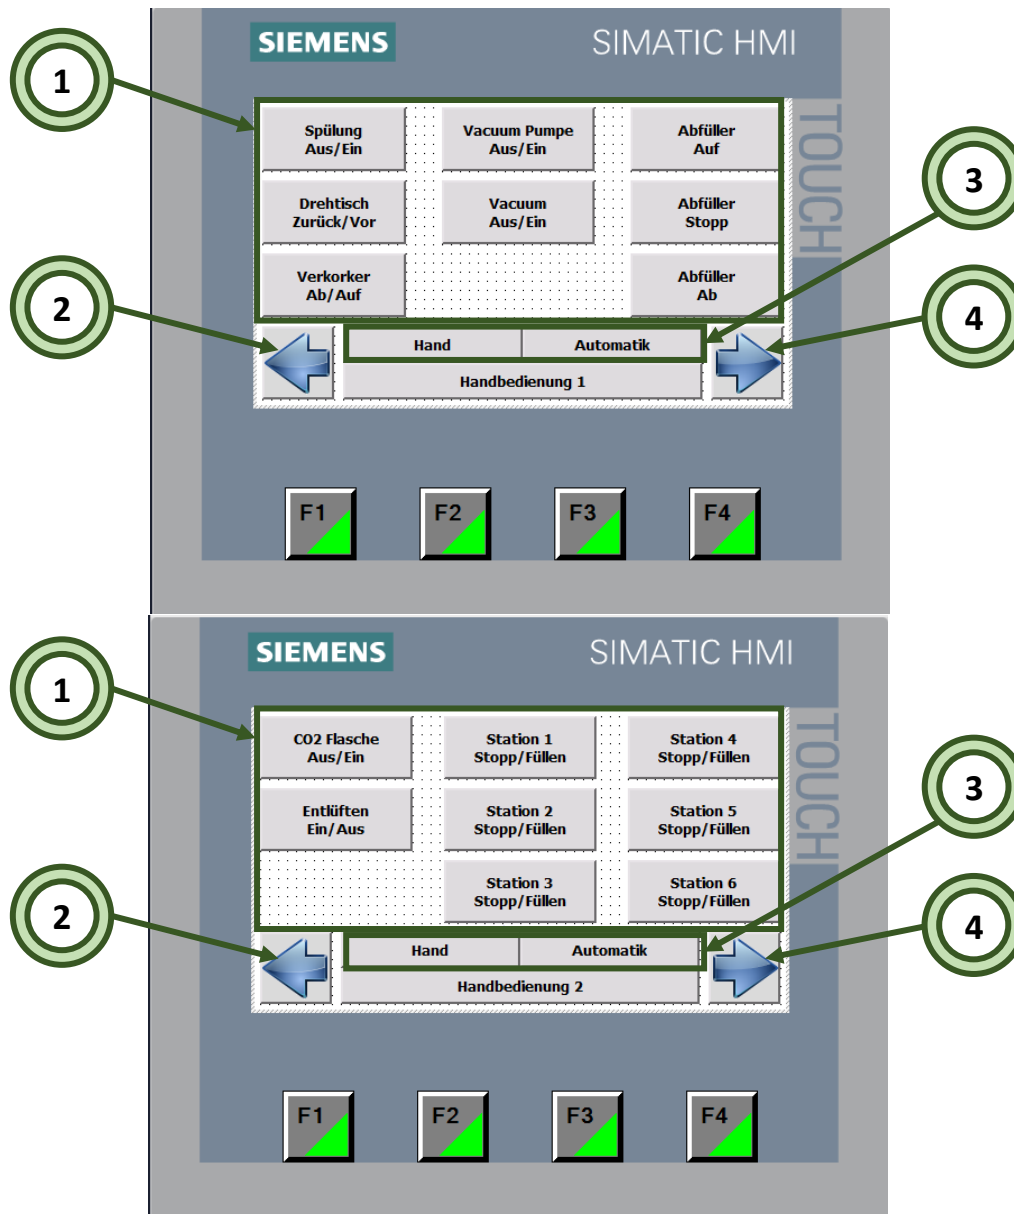 SIEMENS
SIMATIC HMI
TOUCH
1
Spülung
Aus/Ein
Vacuum Pumpe
Aus/Ein
Abfüller
Auf
Drehtisch
Zurück/Vor
Vacuum
Aus/Ein
Abfüller
Stopp
3
Verkorker
Ab/Auf
Abfüller
Ab
2
4
Hand
Automatik
Handbedienung 1
F1
F2
F3
F4
SIEMENS
SIMATIC HMI
TOUCH
1
CO2 Flasche
Aus/Ein
Station 1
Stopp/Füllen
Station 4
Stopp/Füllen
Entlüften
Ein/Aus
Station 2
Stopp/Füllen
Station 5
Stopp/Füllen
3
Station 3
Stopp/Füllen
Station 6
Stopp/Füllen
2
4
Hand
Automatik
Handbedienung 2
F1
F2
F3
F4